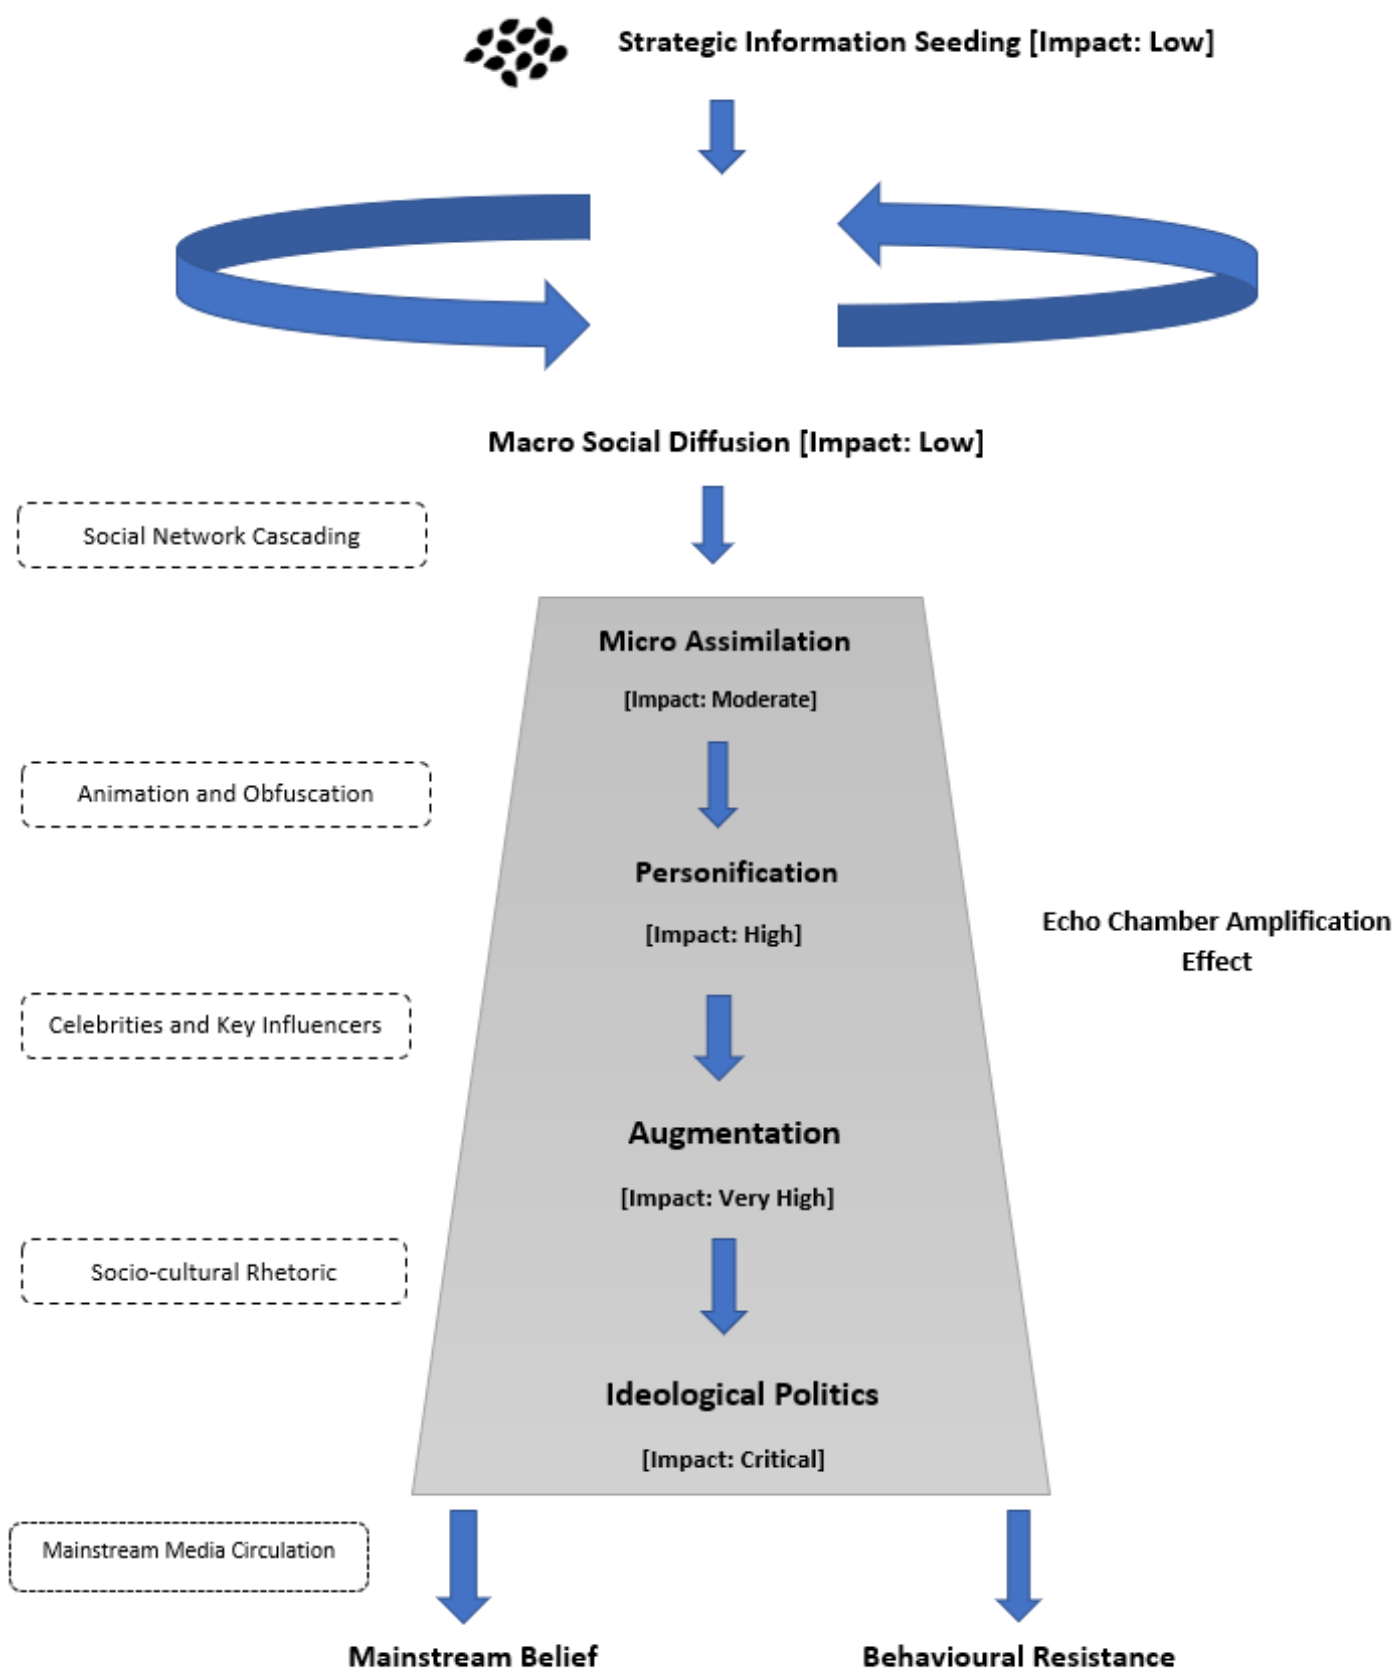 Strategic Information Seeding [Impact: Low]
Macro Social Diffusion [Impact: Low]
Social Network Cascading
Micro Assimilation
[Impact: Moderate]
Animation and Obfuscation
Personification
[Impact: High]
Echo Chamber Amplification
Effect
Celebrities and Key Influencers
Augmentation
[Impact: Very High]
Socio-cultural Rhetoric
Ideological Politics
[Impact: Critical]
Mainstream Media Circulation
Mainstream Belief
Behavioural Resistance